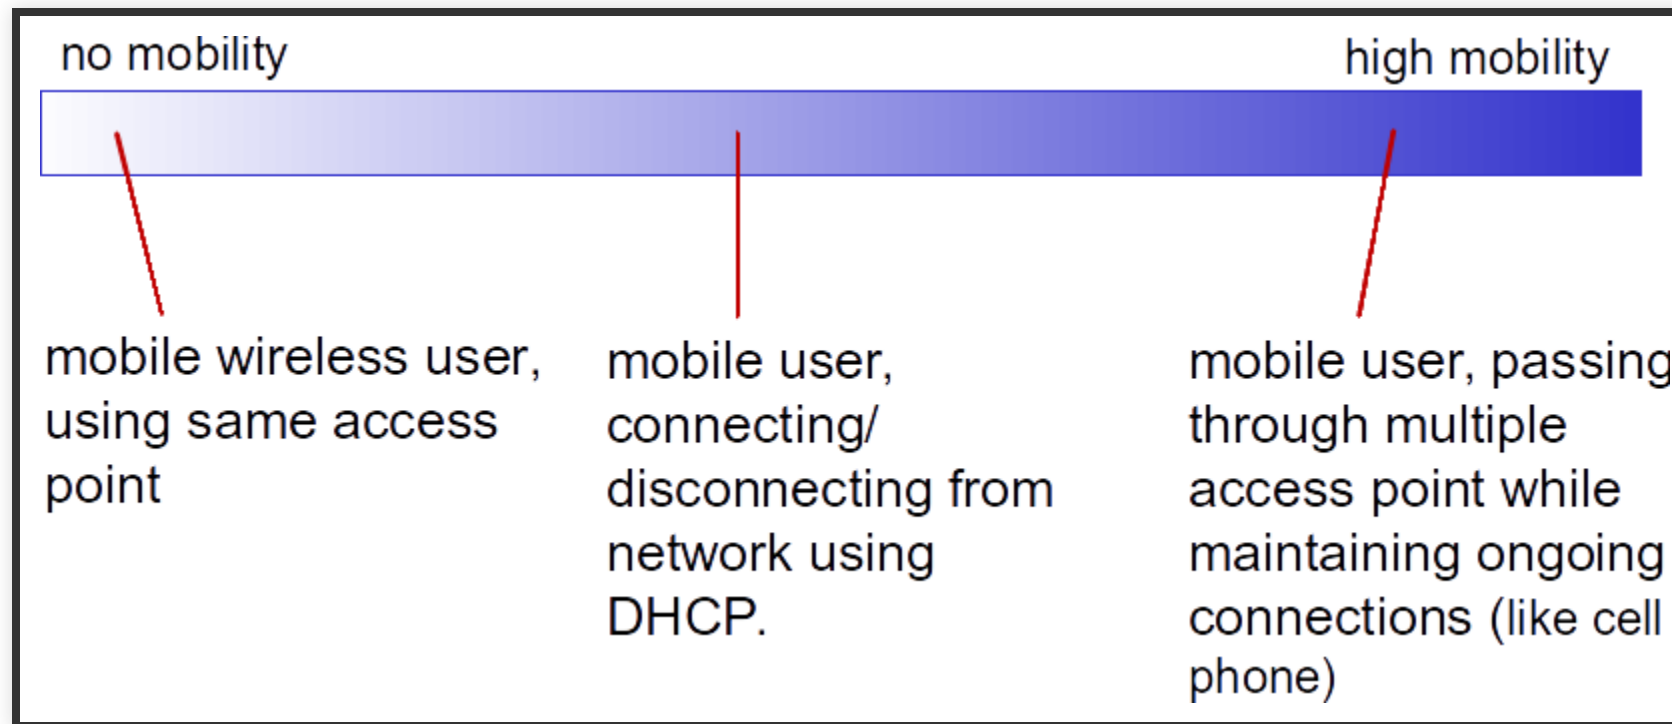 no mobility
high mobility
mobile wireless user,
using same access
point
mobile user,
connecting/
disconnecting from
network using
DHCP.
mobile user, passing
through multiple
access point while
maintaining ongoing
connections (like cell
phone)